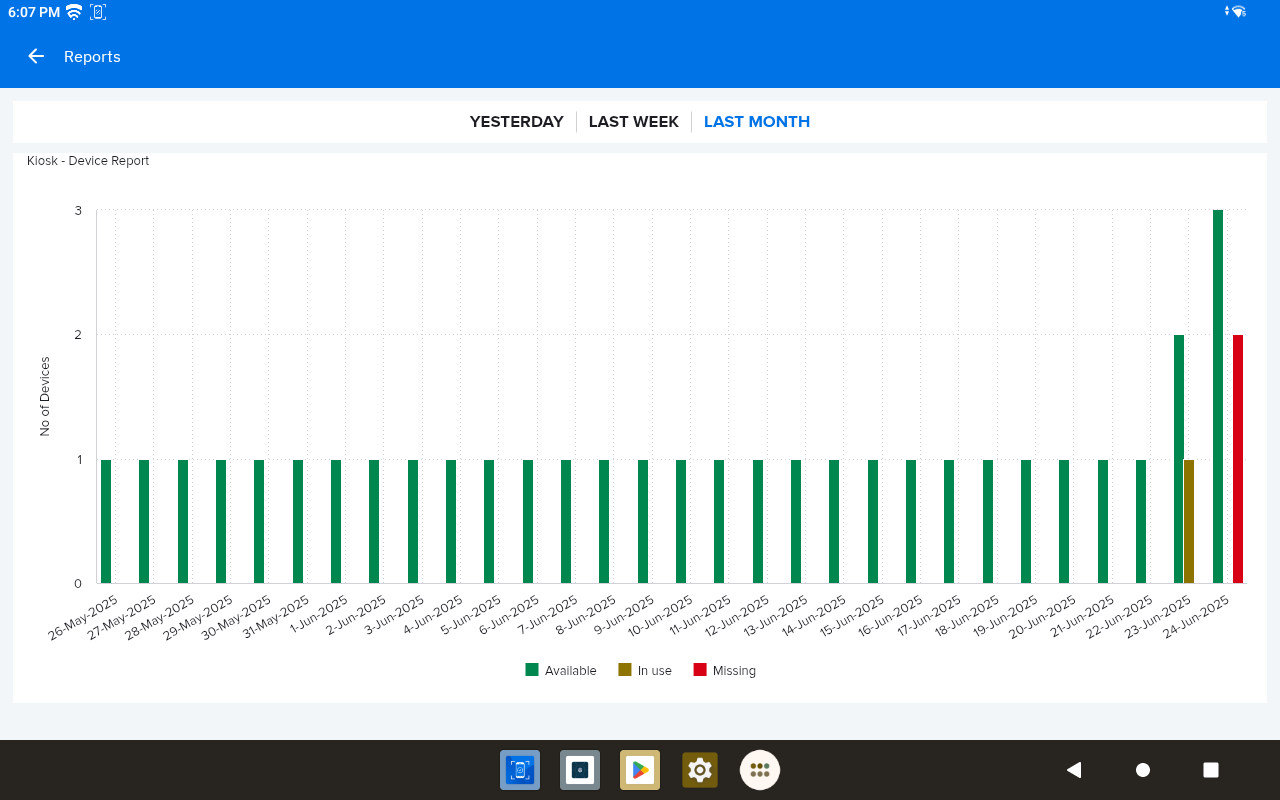 6:07 PM
Reports
YESTERDAY LAST WEEK LAST MONTH
Kiosk - Device Report
3
2
No of Devices
1
0
26-May-2025 27-May-2025 28-May-2025 29-May-2025 30-May-2025 31-May-2025 1-Jun-2025 2-Jun-2025 3-Jun-2025 4-Jun-2025 5-Jun-2025 6-Jun-2025 7-Jun-2025 8-Jun-2025 9-Jun-2025 10-Jun-2025 11-Jun-2025 12-Jun-2025 13-Jun-2025 14-Jun-2025 15-Jun-2025 16-Jun-2025 17-Jun-2025 18-Jun-2025 19-Jun-2025 20-Jun-2025 21-Jun-2025 22-Jun-2025 23-Jun-2025 24-Jun-2025
Available In use Missing